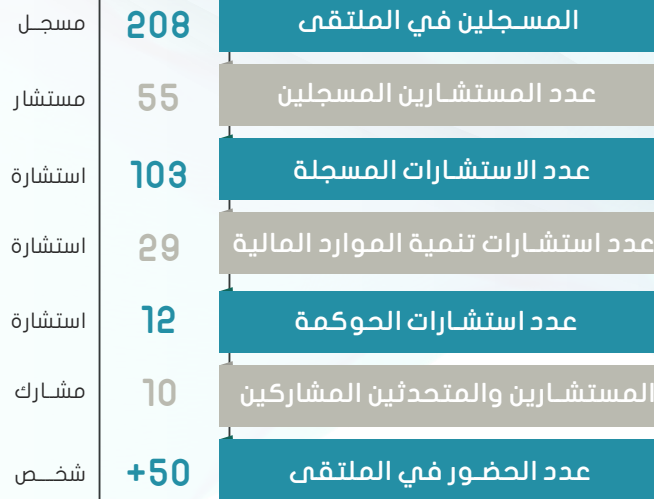 المسجلين في الملتقى 208 مسجل
عدد المستشارين المسجلين 55 مستشار
عدد الاستشارات المسجلة 103 استشارة
عدد استشارات تنمية الموارد المالية 29 استشارة
عدد استشارات الحوكمة 12 استشارة
المستشارين والمتحدثين المشاركين 10 مشارك
عدد الحضور في الملتقى +50 شخص